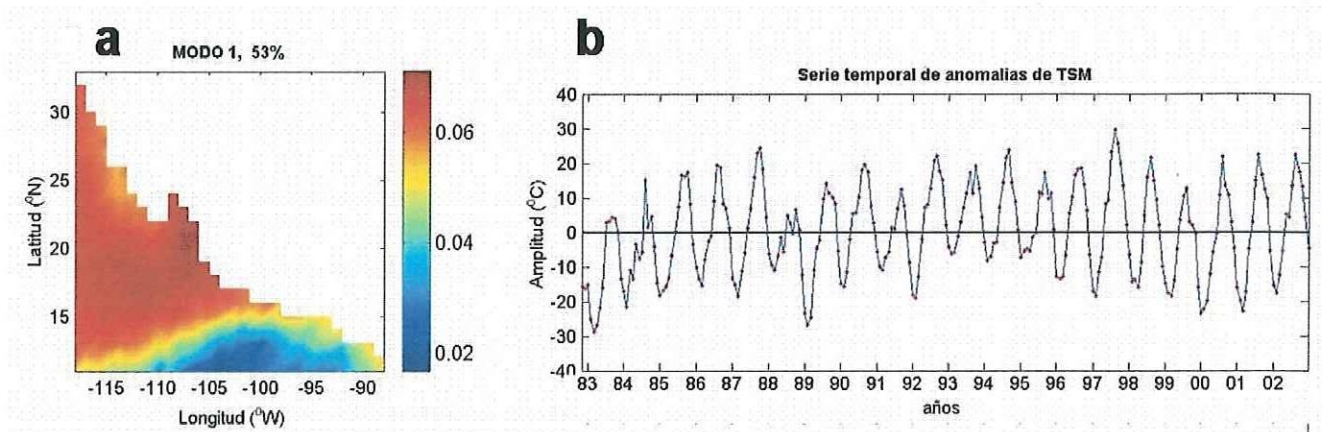 a
MODO 1, 53%
Latitud (ºN)
30
25
20
15
-115 -110 -105 -100 -95 -90
Longitud (ºW)
0.06
0.04
0.02
b
Serie temporal de anomalias de TSM
Amplitud (ºC)
40
30
20
10
0
-10
-20
-30
-40
83 84 85 86 87 88 89 90 91 92 93 94 95 96 97 98 99 00 01 02
años